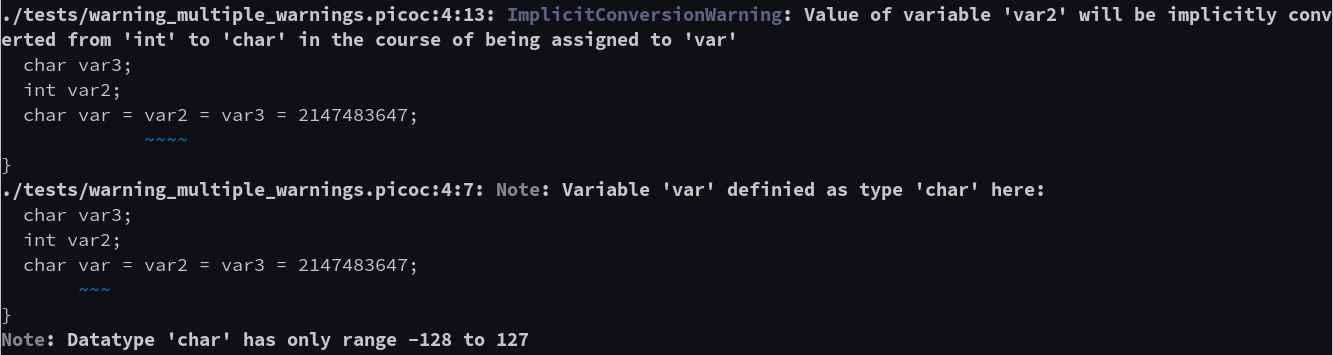 ./tests/warning_multiple_warnings.picoc:4:13: ImplicitConversionWarning: Value of variable 'var2' will be implicitly conv
erted from 'int' to 'char' in the course of being assigned to 'var'
  char var3;
  int var2;
  char var = var2 = var3 = 2147483647;
             ~~~~
}
./tests/warning_multiple_warnings.picoc:4:7: Note: Variable 'var' definied as type 'char' here:
  char var3;
  int var2;
  char var = var2 = var3 = 2147483647;
       ~~~
}
Note: Datatype 'char' has only range -128 to 127